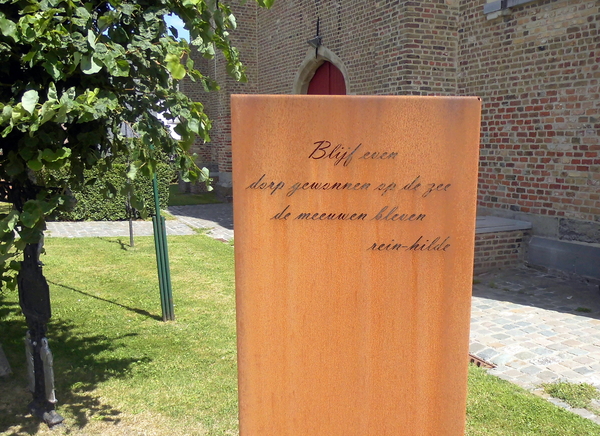 Blijf even
dorp gewonnen op de zee
de meeuwen bleven
rein-hilde